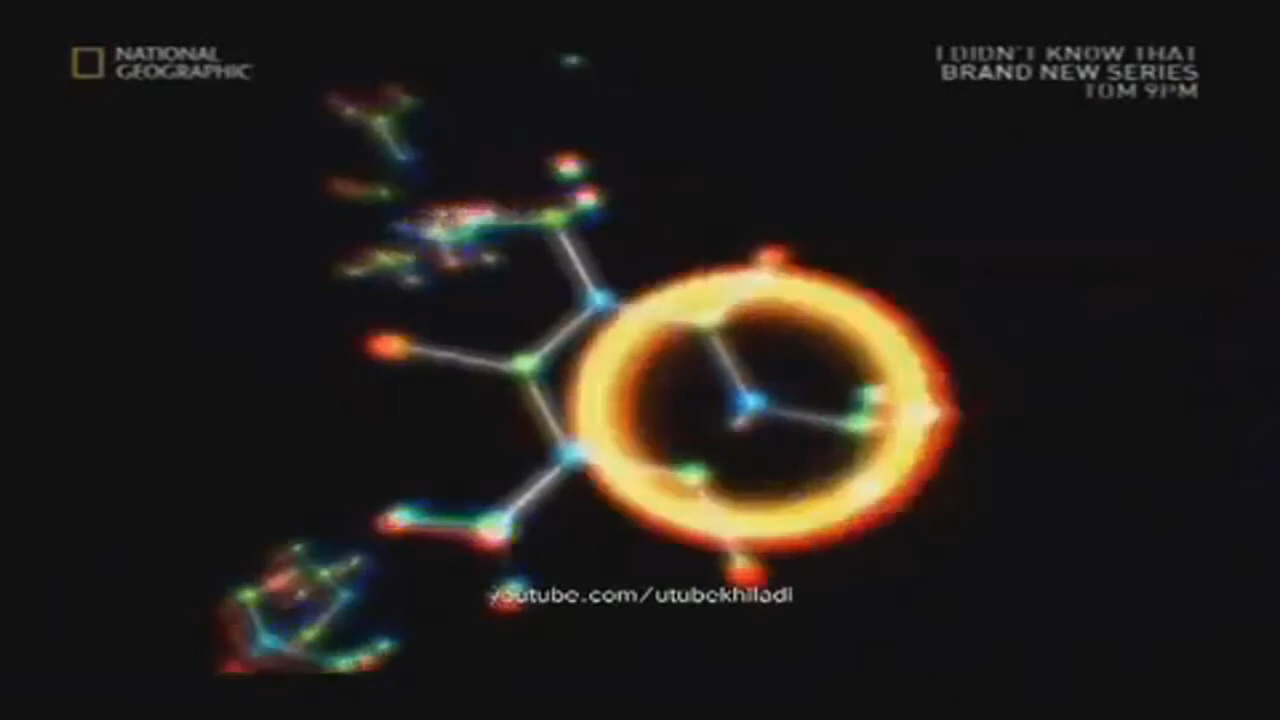 NATIONAL
GEOGRAPHIC
I DIDN'T KNOW THAT
BRAND NEW SERIES
TOM 9PM
youtube.com/utubekhiladi